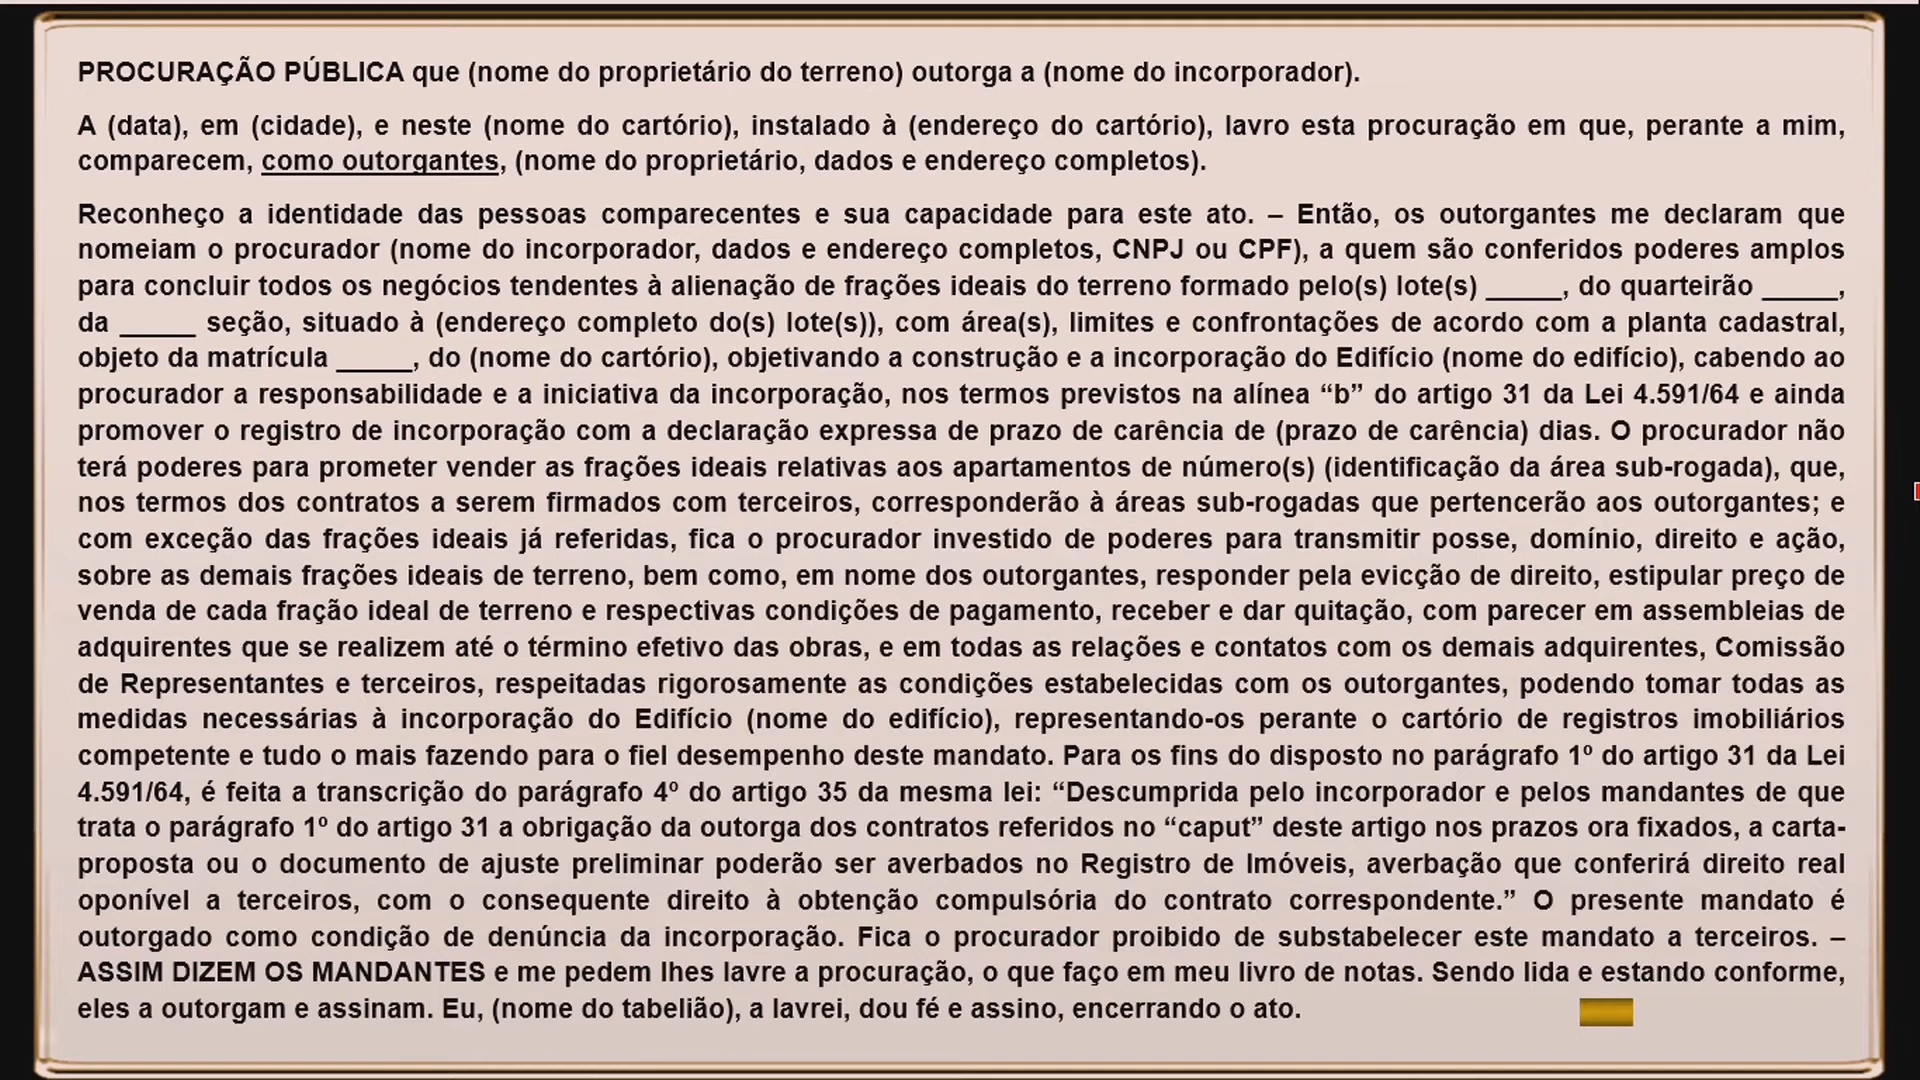 PROCURAÇÃO PÚBLICA que (nome do proprietário do terreno) outorga a (nome do incorporador).
A (data), em (cidade), e neste (nome do cartório), instalado à (endereço do cartório), lavro esta procuração em que, perante a mim,
comparecem, como outorgantes, (nome do proprietário, dados e endereço completos).
Reconheço a identidade das pessoas comparecentes e sua capacidade para este ato. – Então, os outorgantes me declaram que
nomeiam o procurador (nome do incorporador, dados e endereço completos, CNPJ ou CPF), a quem são conferidos poderes amplos
para concluir todos os negócios tendentes à alienação de frações ideais do terreno formado pelo(s) lote(s) _____, do quarteirão _____,
da _____ seção, situado à (endereço completo do(s) lote(s)), com área(s), limites e confrontações de acordo com a planta cadastral,
objeto da matrícula _____, do (nome do cartório), objetivando a construção e a incorporação do Edifício (nome do edifício), cabendo ao
procurador a responsabilidade e a iniciativa da incorporação, nos termos previstos na alínea “b” do artigo 31 da Lei 4.591/64 e ainda
promover o registro de incorporação com a declaração expressa de prazo de carência de (prazo de carência) dias. O procurador não
terá poderes para prometer vender as frações ideais relativas aos apartamentos de número(s) (identificação da área sub-rogada), que,
nos termos dos contratos a serem firmados com terceiros, corresponderão à áreas sub-rogadas que pertencerão aos outorgantes; e
com exceção das frações ideais já referidas, fica o procurador investido de poderes para transmitir posse, domínio, direito e ação,
sobre as demais frações ideais de terreno, bem como, em nome dos outorgantes, responder pela evicção de direito, estipular preço de
venda de cada fração ideal de terreno e respectivas condições de pagamento, receber e dar quitação, com parecer em assembleias de
adquirentes que se realizem até o término efetivo das obras, e em todas as relações e contatos com os demais adquirentes, Comissão
de Representantes e terceiros, respeitadas rigorosamente as condições estabelecidas com os outorgantes, podendo tomar todas as
medidas necessárias à incorporação do Edifício (nome do edifício), representando-os perante o cartório de registros imobiliários
competente e tudo o mais fazendo para o fiel desempenho deste mandato. Para os fins do disposto no parágrafo 1º do artigo 31 da Lei
4.591/64, é feita a transcrição do parágrafo 4º do artigo 35 da mesma lei: “Descumprida pelo incorporador e pelos mandantes de que
trata o parágrafo 1º do artigo 31 a obrigação da outorga dos contratos referidos no “caput” deste artigo nos prazos ora fixados, a carta-
proposta ou o documento de ajuste preliminar poderão ser averbados no Registro de Imóveis, averbação que conferirá direito real
oponível a terceiros, com o consequente direito à obtenção compulsória do contrato correspondente.” O presente mandato é
outorgado como condição de denúncia da incorporação. Fica o procurador proibido de substabelecer este mandato a terceiros. –
ASSIM DIZEM OS MANDANTES e me pedem lhes lavre a procuração, o que faço em meu livro de notas. Sendo lida e estando conforme,
eles a outorgam e assinam. Eu, (nome do tabelião), a lavrei, dou fé e assino, encerrando o ato.